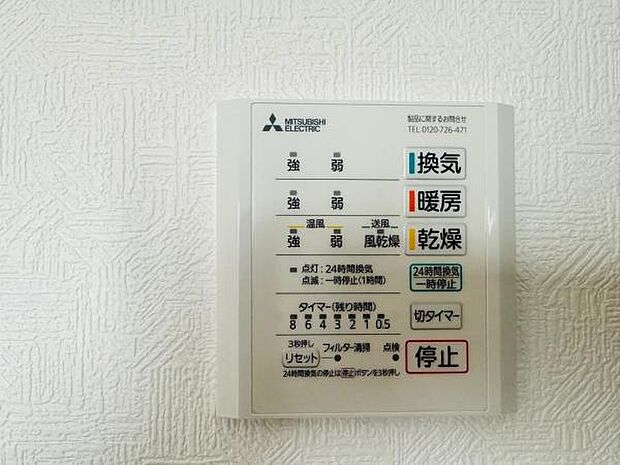 MITSUBISHI
ELECTRIC
製品に関するお問合せ
TEL 0120-726-471
強 弱 換気
強 弱 暖房
温風 送風
強 弱 風乾燥 乾燥
点灯:24時間換気
点滅:一時停止(1時間)
24時間換気
一時停止
タイマー(残り時間)
8 6 4 3 2 1 0.5
切タイマー
3秒押し
リセット フィルター清掃 点検
停止
24時間換気の停止は停止ボタンを3秒押し